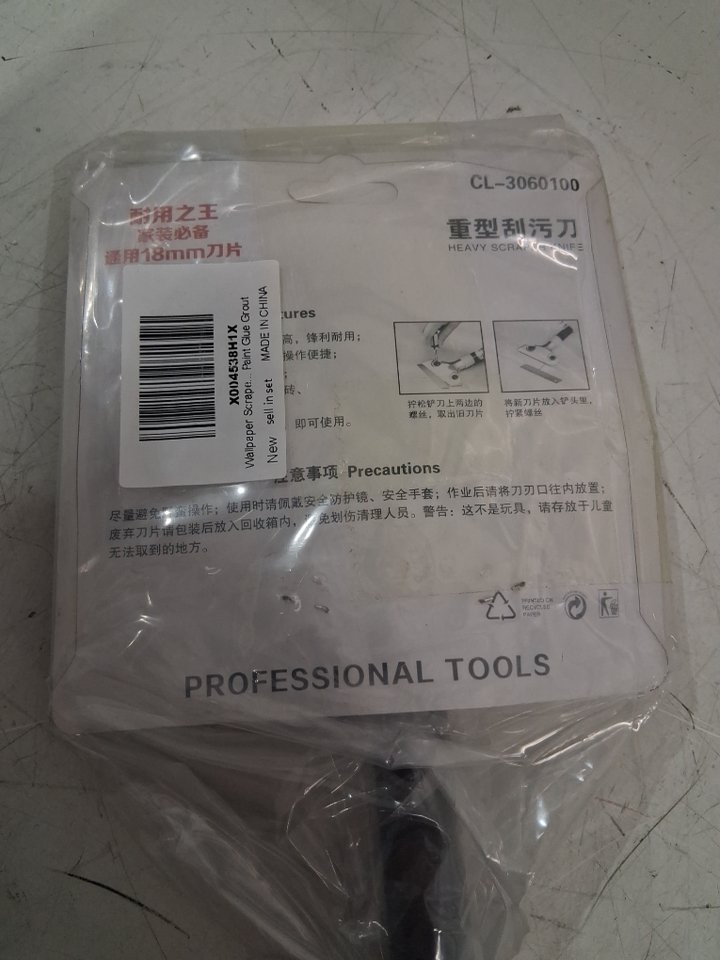 CL-3060100
耐用之王
家装必备
通用18mm刀片
重型刮污刀
HEAVY KNIFE
X004538H1X
Wallpaper Scrape... Paint Glue Grout
New
sell in set MADE IN CHINA
高，锋利耐用；
操作便捷；
砖、
即可使用。
拧松铲刀上两边的
螺丝，取出旧刀片
将新刀片放入铲头里，
拧紧螺丝
注意事项 Precautions
尽量避免操作；使用时请佩戴安全防护镜、安全手套；作业后请将刀刃口往内放置；
废弃刀片请包装后放入回收箱内，避免划伤清理人员。警告：这不是玩具，请存放于儿童
无法取到的地方。
PRINTED ON
RECYCLED
PAPER
PROFESSIONAL TOOLS